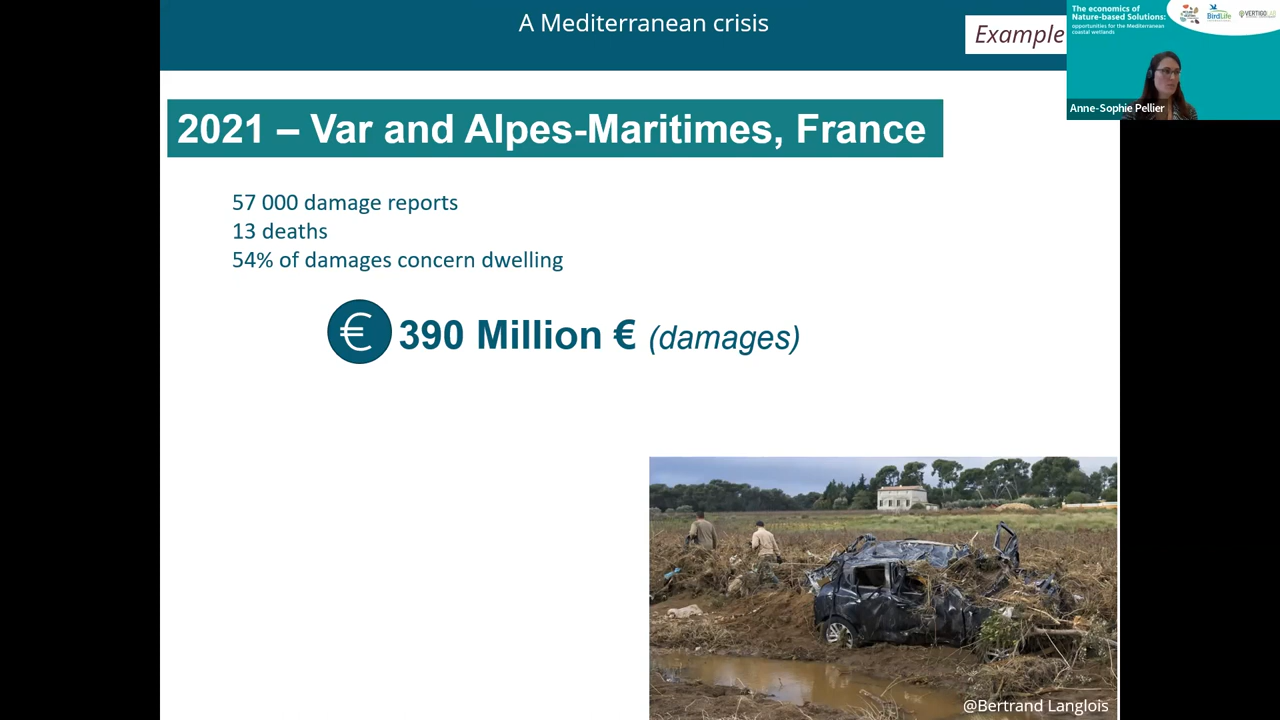 A Mediterranean crisis
Example
The economics of
Nature-based Solutions:
opportunities for the Mediterranean
coastal wetlands
BirdLife
VERTIGOLAB
Anne-Sophie Pellier
2021 – Var and Alpes-Maritimes, France
57 000 damage reports
13 deaths
54% of damages concern dwelling
€ 390 Million € (damages)
@Bertrand Langlois